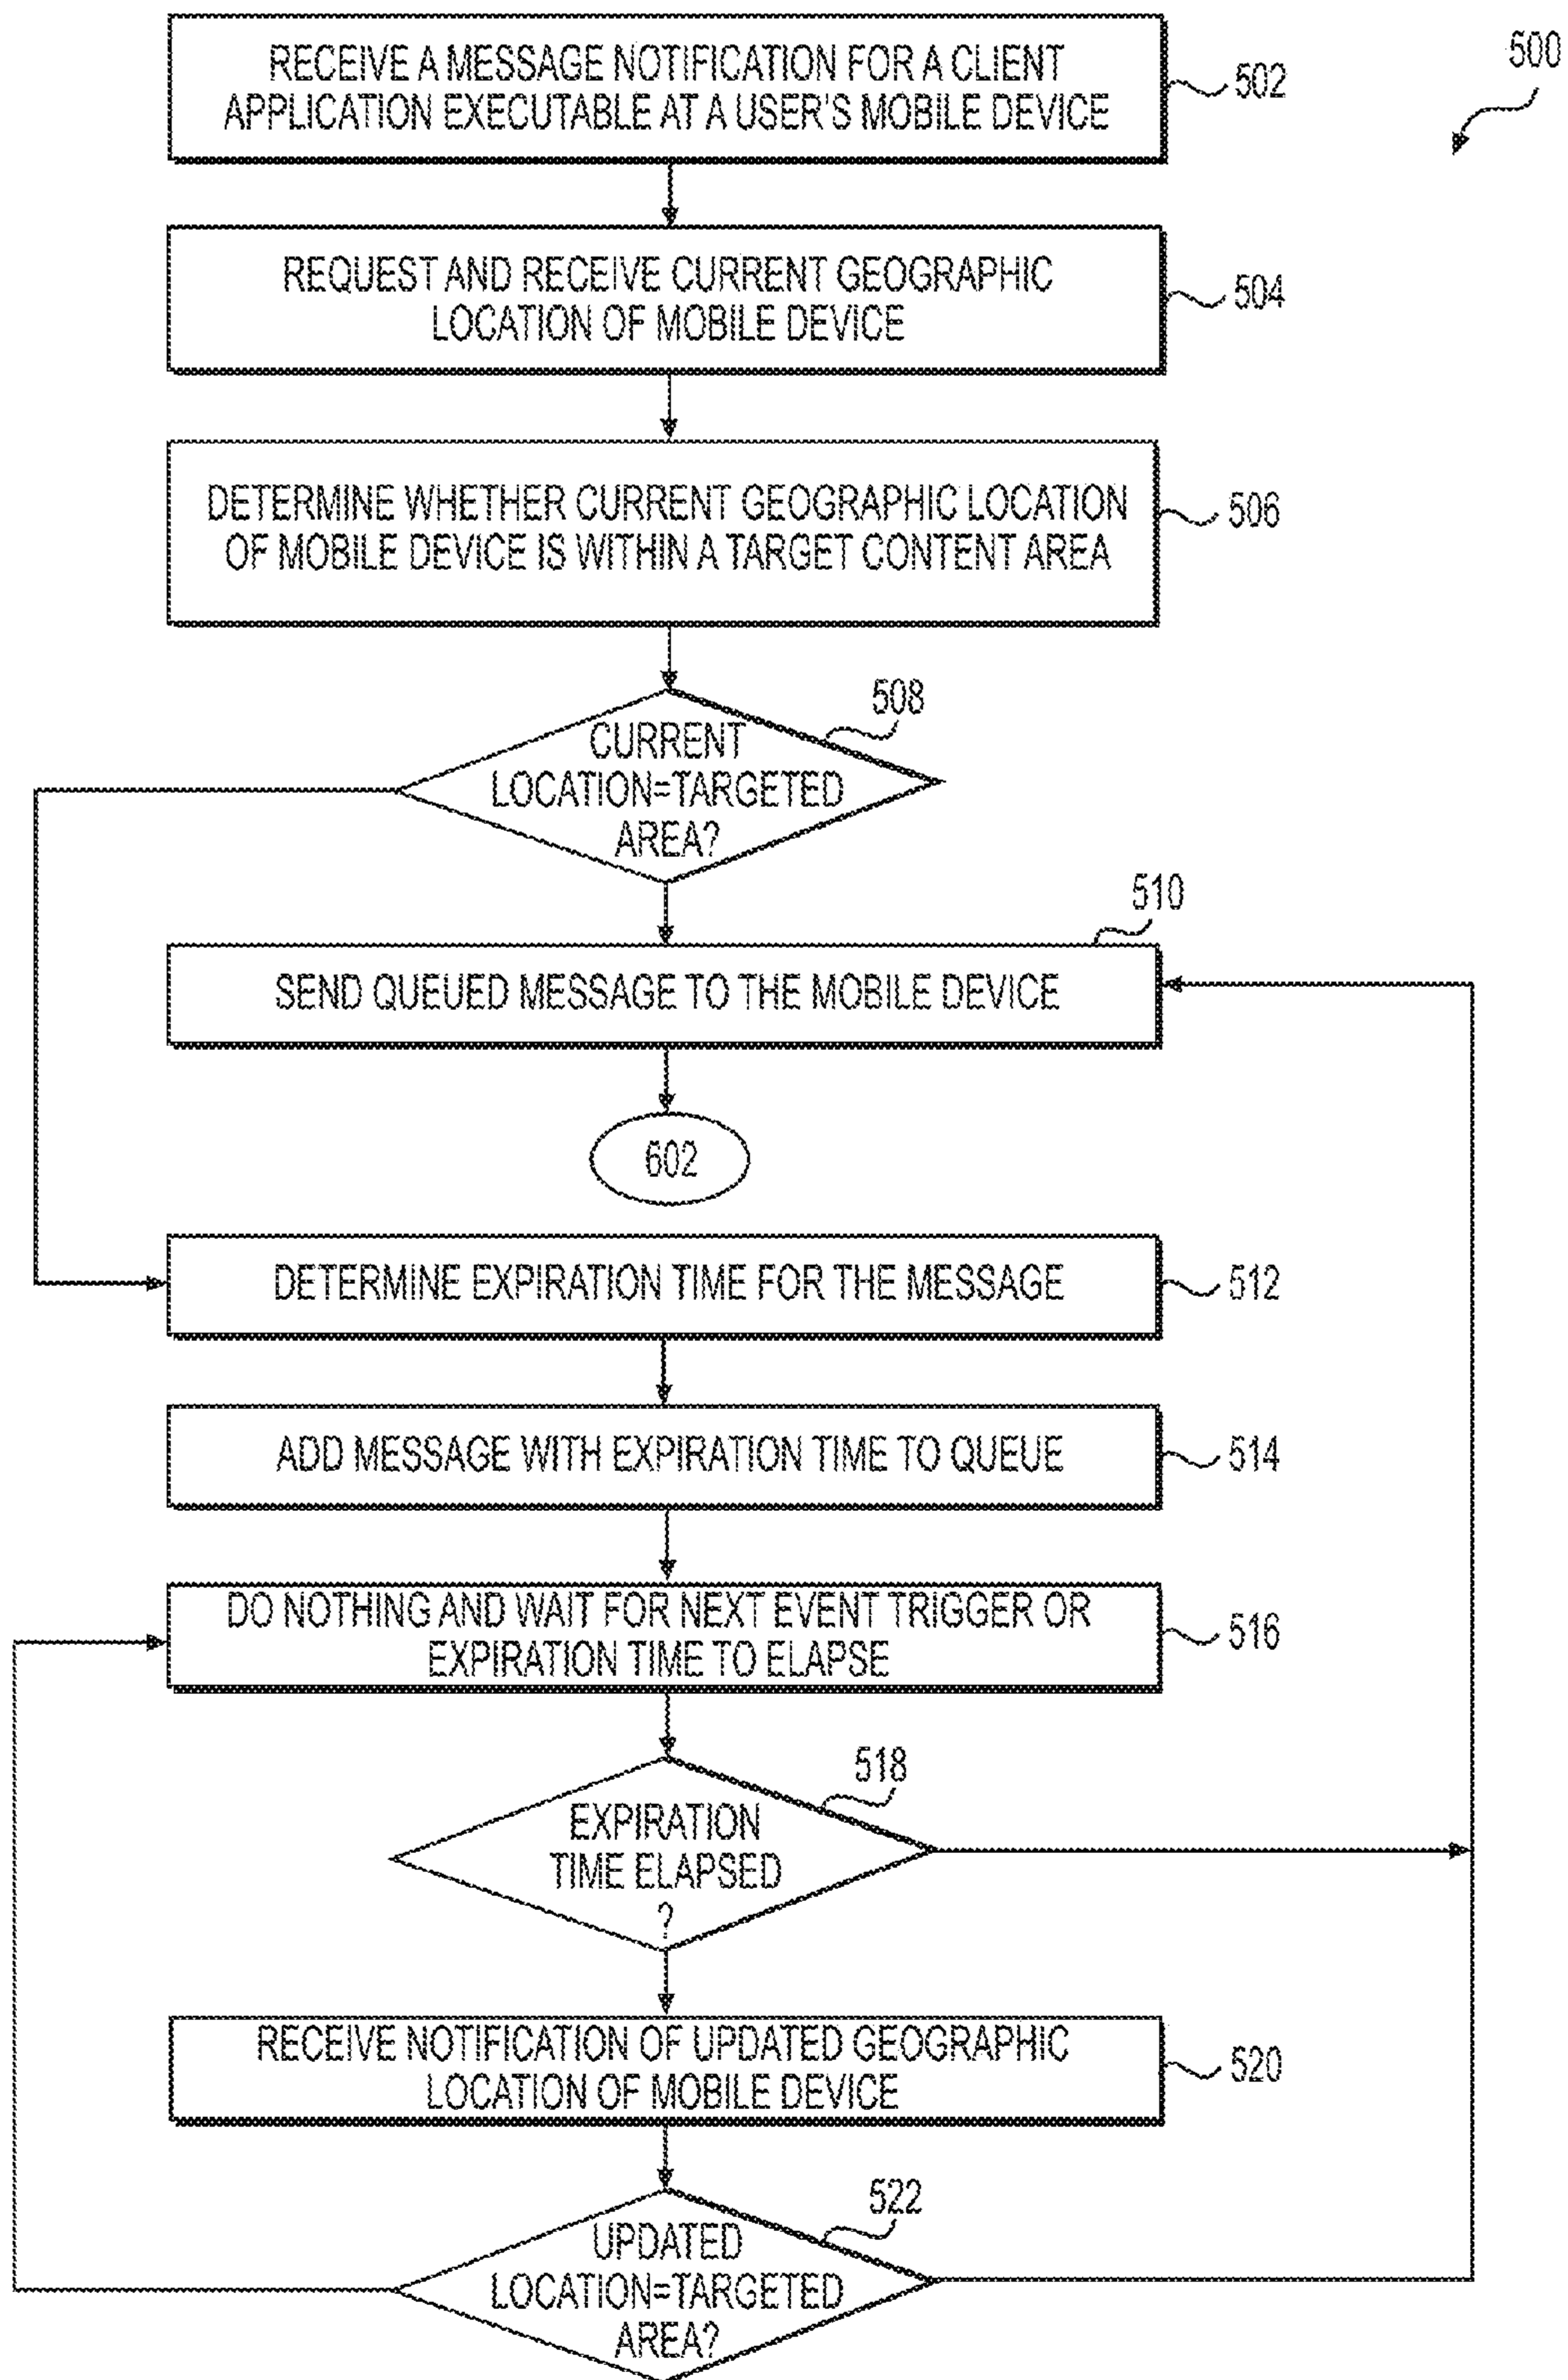 500
RECEIVE A MESSAGE NOTIFICATION FOR A CLIENT
APPLICATION EXECUTABLE AT A USER'S MOBILE DEVICE
502
REQUEST AND RECEIVE CURRENT GEOGRAPHIC
LOCATION OF MOBILE DEVICE
504
DETERMINE WHETHER CURRENT GEOGRAPHIC LOCATION
OF MOBILE DEVICE IS WITHIN A TARGET CONTENT AREA
506
508
CURRENT
LOCATION=TARGETED
AREA?
510
SEND QUEUED MESSAGE TO THE MOBILE DEVICE
602
DETERMINE EXPIRATION TIME FOR THE MESSAGE
512
ADD MESSAGE WITH EXPIRATION TIME TO QUEUE
514
DO NOTHING AND WAIT FOR NEXT EVENT TRIGGER OR
EXPIRATION TIME TO ELAPSE
516
518
EXPIRATION
TIME ELAPSED
?
RECEIVE NOTIFICATION OF UPDATED GEOGRAPHIC
LOCATION OF MOBILE DEVICE
520
522
UPDATED
LOCATION=TARGETED
AREA?